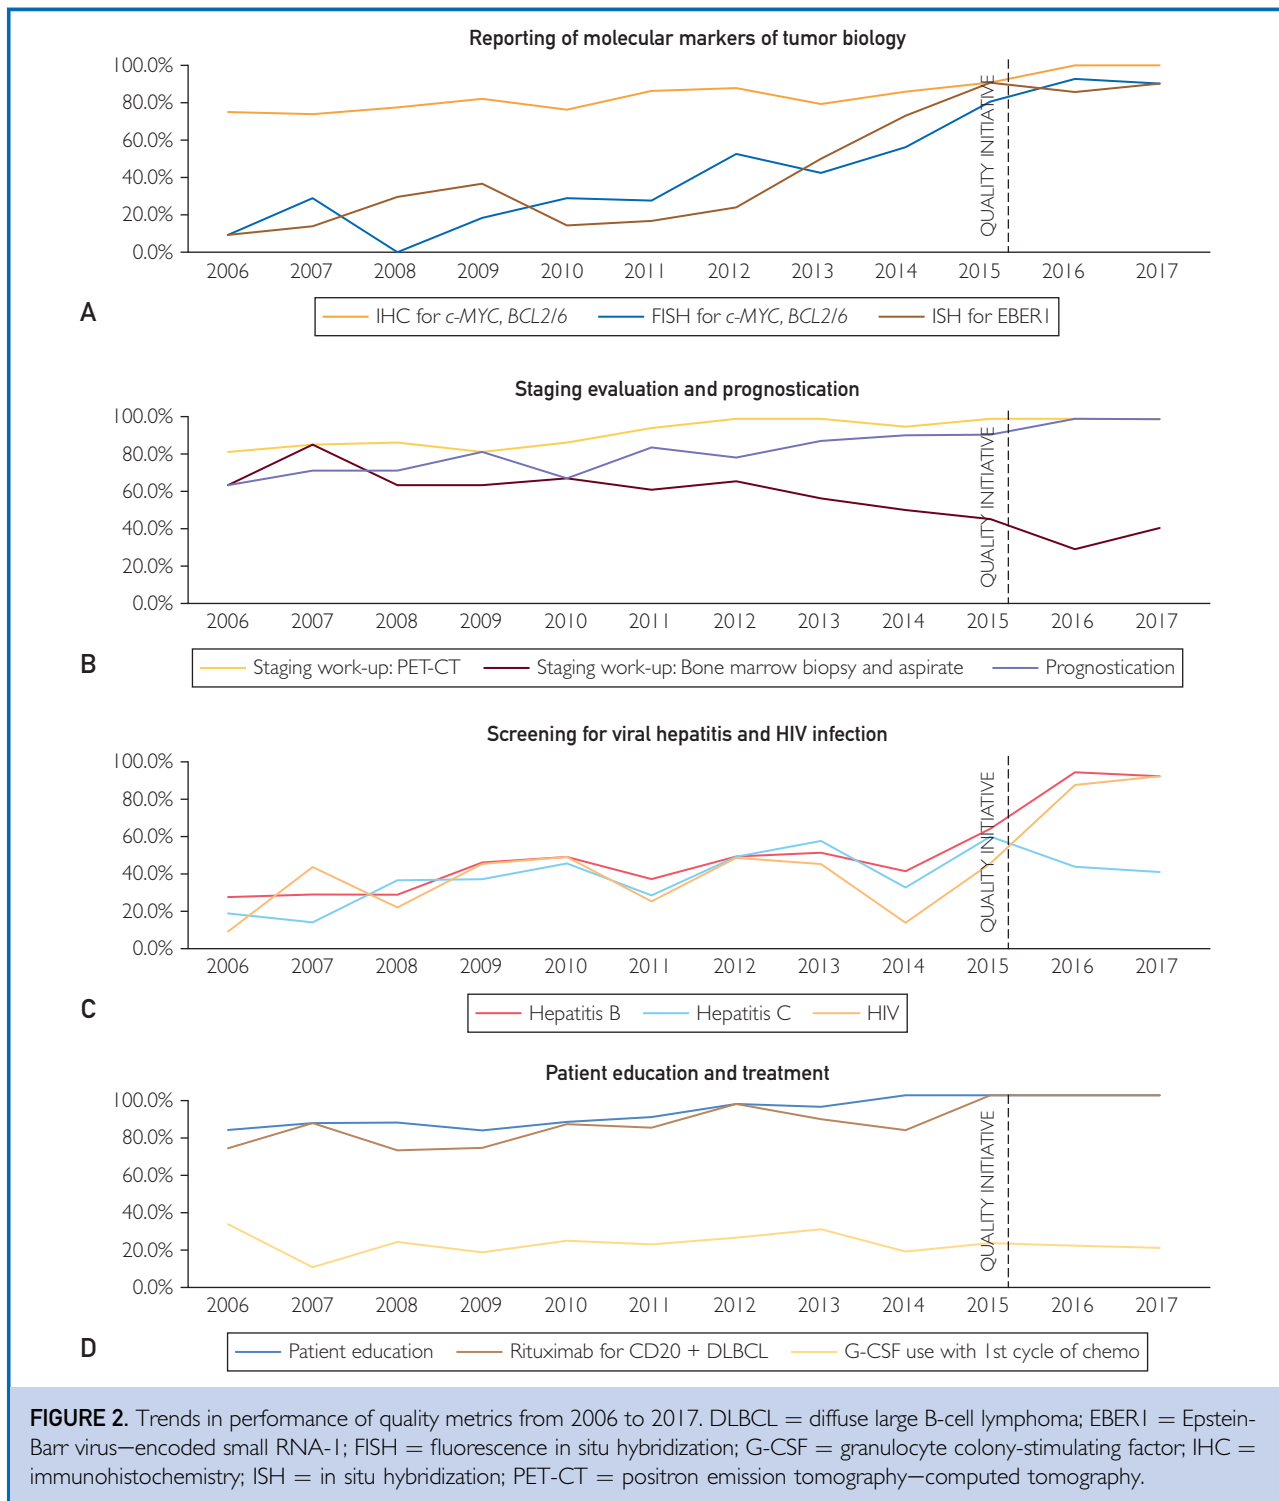 Reporting of molecular markers of tumor biology
100.0%
80.0%
60.0%
40.0%
20.0%
0.0%
QUALITY INITIATIVE
2006 2007 2008 2009 2010 2011 2012 2013 2014 2015 2016 2017
A
IHC for c-MYC, BCL2/6 FISH for c-MYC, BCL2/6 ISH for EBER1
Staging evaluation and prognostication
100.0%
80.0%
60.0%
40.0%
20.0%
0.0%
QUALITY INITIATIVE
2006 2007 2008 2009 2010 2011 2012 2013 2014 2015 2016 2017
B
Staging work-up: PET-CT Staging work-up: Bone marrow biopsy and aspirate Prognostication
Screening for viral hepatitis and HIV infection
100.0%
80.0%
60.0%
40.0%
20.0%
0.0%
QUALITY INITIATIVE
2006 2007 2008 2009 2010 2011 2012 2013 2014 2015 2016 2017
C
Hepatitis B Hepatitis C HIV
Patient education and treatment
100.0%
80.0%
60.0%
40.0%
20.0%
0.0%
QUALITY INITIATIVE
2006 2007 2008 2009 2010 2011 2012 2013 2014 2015 2016 2017
D
Patient education Rituximab for CD20 + DLBCL G-CSF use with 1st cycle of chemo
FIGURE 2. Trends in performance of quality metrics from 2006 to 2017. DLBCL = diffuse large B-cell lymphoma; EBER1 = Epstein-
Barr virus–encoded small RNA-1; FISH = fluorescence in situ hybridization; G-CSF = granulocyte colony-stimulating factor; IHC =
immunohistochemistry; ISH = in situ hybridization; PET-CT = positron emission tomography–computed tomography.